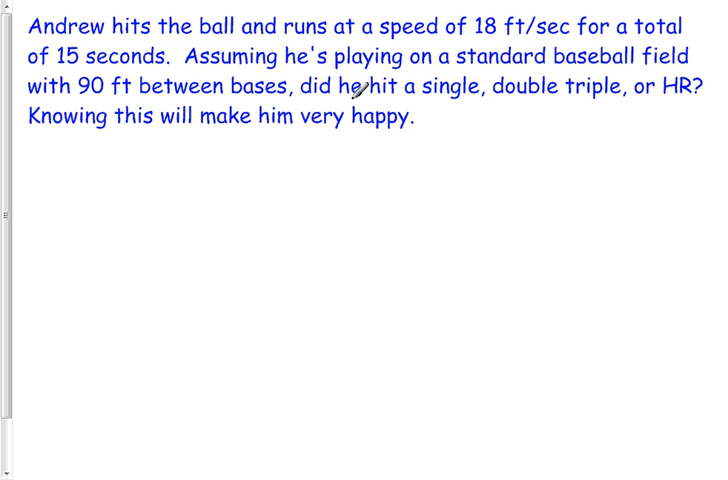 Andrew hits the ball and runs at a speed of 18 ft/sec for a total
of 15 seconds. Assuming he's playing on a standard baseball field
with 90 ft between bases, did he hit a single, double triple, or HR?
Knowing this will make him very happy.